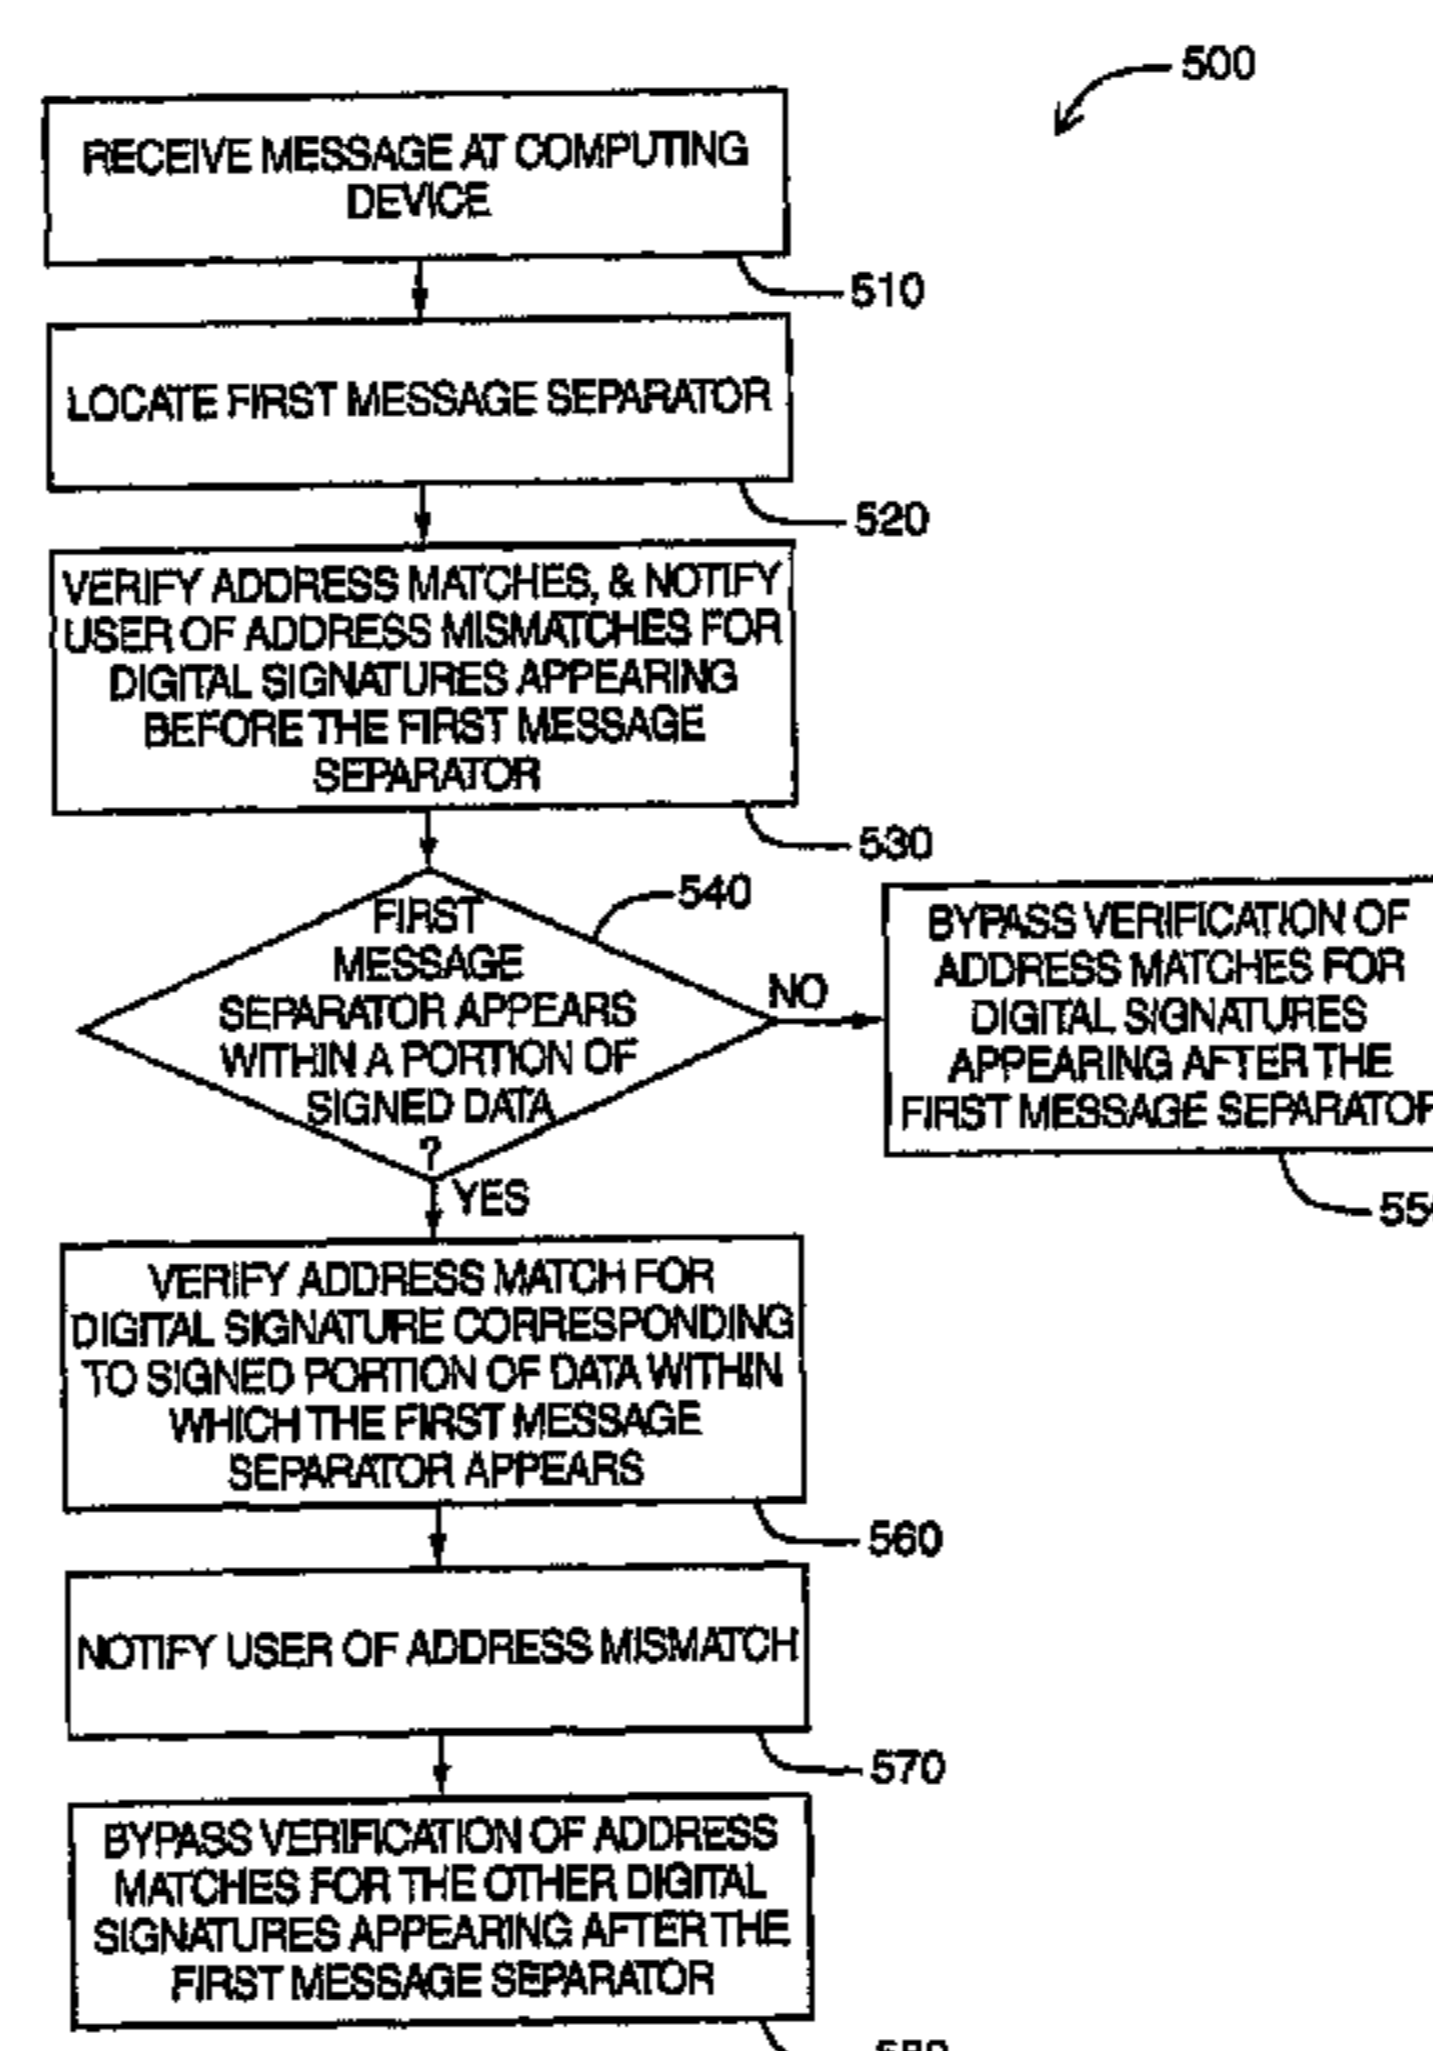 500
RECEIVE MESSAGE AT COMPUTING
DEVICE
510
LOCATE FIRST MESSAGE SEPARATOR
520
VERIFY ADDRESS MATCHES, & NOTIFY
USER OF ADDRESS MISMATCHES FOR
DIGITAL SIGNATURES APPEARING
BEFORE THE FIRST MESSAGE
SEPARATOR
530
540
FIRST
MESSAGE
SEPARATOR APPEARS
WITHIN A PORTION OF
SIGNED DATA
?
NO
BYPASS VERIFICATION OF
ADDRESS MATCHES FOR
DIGITAL SIGNATURES
APPEARING AFTER THE
FIRST MESSAGE SEPARATOR
YES
VERIFY ADDRESS MATCH FOR
DIGITAL SIGNATURE CORRESPONDING
TO SIGNED PORTION OF DATA WITHIN
WHICH THE FIRST MESSAGE
SEPARATOR APPEARS
560
NOTIFY USER OF ADDRESS MISMATCH
570
BYPASS VERIFICATION OF ADDRESS
MATCHES FOR THE OTHER DIGITAL
SIGNATURES APPEARING AFTER THE
FIRST MESSAGE SEPARATOR